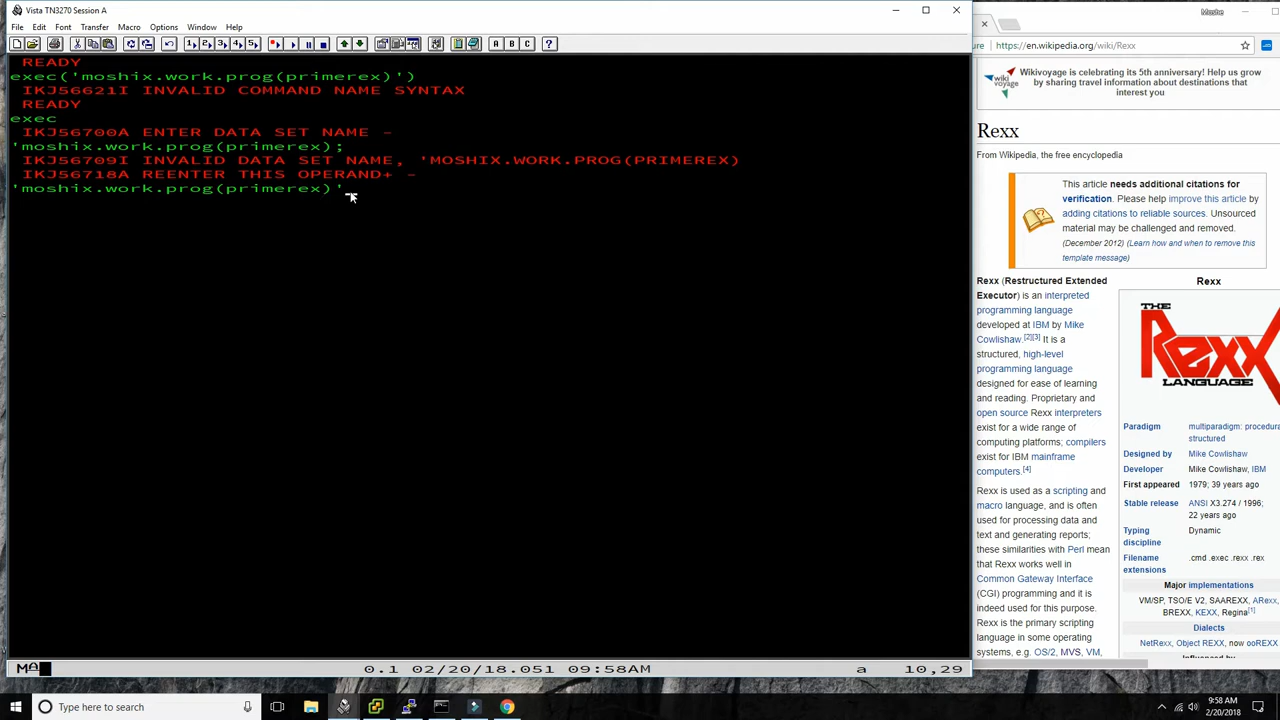 Vista TN3270 Session A
File Edit Font Transfer Macro Options Window Help
READY
exec('moshix.work.prog(primerex)')
IKJ56621I INVALID COMMAND NAME SYNTAX
READY
exec
IKJ56700A ENTER DATA SET NAME -
'moshix.work.prog(primerex);
IKJ56709I INVALID DATA SET NAME, 'MOSHIX.WORK.PROG(PRIMEREX)
IKJ56718A REENTER THIS OPERAND+ -
'moshix.work.prog(primerex)'
0.1 02/20/18·051 09:58AM a 10,29
Moshe
https://en.wikipedia.org/wiki/Rexx
Wikivoyage is celebrating its 5th anniversary! Help us grow
by sharing travel information about destinations that
interest you
Rexx
From Wikipedia, the free encyclopedia
This article needs additional citations for
verification. Please help improve this article by
adding citations to reliable sources. Unsourced
material may be challenged and removed.
(December 2012) (Learn how and when to remove this
template message)
Rexx (Restructured Extended
Executor) is an interpreted
programming language
developed at IBM by Mike
Cowlishaw.[2][3] It is a
structured, high-level
programming language
designed for ease of learning
and reading. Proprietary and
open source Rexx interpreters
exist for a wide range of
computing platforms; compilers
exist for IBM mainframe
computers.[4]
Rexx is used as a scripting and
macro language, and is often
used for processing data and
text and generating reports;
these similarities with Perl mean
that Rexx works well in
Common Gateway Interface
(CGI) programming and it is
indeed used for this purpose.
Rexx is the primary scripting
language in some operating
systems, e.g. OS/2, MVS, VM,
Rexx
THE
Rexx
LANGUAGE
Paradigm multiparadigm: procedura
structured
Designed by Mike Cowlishaw
Developer Mike Cowlishaw, IBM
First appeared 1979; 39 years ago
Stable release ANSI X3.274 / 1996;
22 years ago
Typing discipline Dynamic
Filename extensions .cmd .exec .rexx .rex
Major implementations
VM/SP, TSO/E V2, SAAREXX, ARexx,
BREXX, KEXX, Regina[1]
Dialects
NetRexx, Object REXX, now ooREXX
Influenced by
Type here to search
9:58 AM
2/20/2018